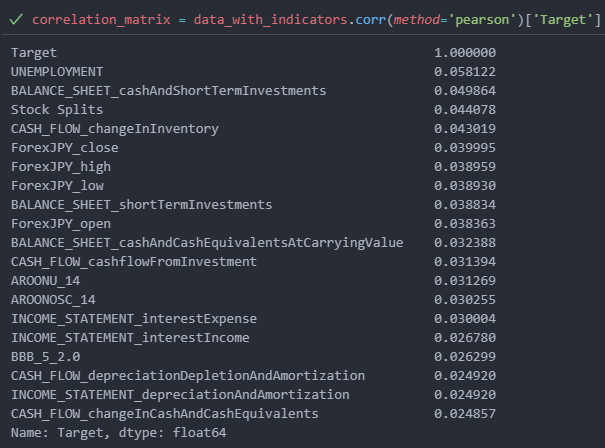 correlation_matrix = data_with_indicators.corr(method='pearson')['Target']
Target 1.000000
UNEMPLOYMENT 0.058122
BALANCE_SHEET_cashAndShortTermInvestments 0.049864
Stock Splits 0.044078
CASH_FLOW_changeInInventory 0.043019
ForexJPY_close 0.039995
ForexJPY_high 0.038959
ForexJPY_low 0.038930
BALANCE_SHEET_shortTermInvestments 0.038834
ForexJPY_open 0.038363
BALANCE_SHEET_cashAndCashEquivalentsAtCarryingValue 0.032388
CASH_FLOW_cashflowFromInvestment 0.031394
AROONU_14 0.031269
AROONOSC_14 0.030255
INCOME_STATEMENT_interestExpense 0.030004
INCOME_STATEMENT_interestIncome 0.026780
BBB_5_2.0 0.026299
CASH_FLOW_depreciationDepletionAndAmortization 0.024920
INCOME_STATEMENT_depreciationAndAmortization 0.024920
CASH_FLOW_changeInCashAndCashEquivalents 0.024857
Name: Target, dtype: float64